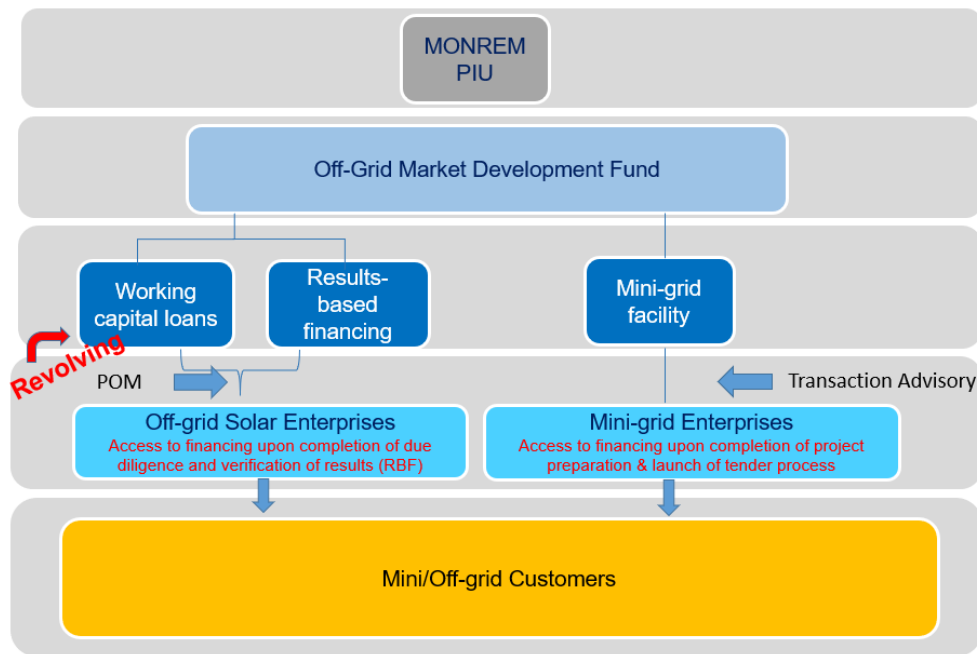 MONREM
PIU
Off-Grid Market Development Fund
Working
capital loans
Results-
based
financing
Mini-grid
facility
Revolving
POM
Transaction Advisory
Off-grid Solar Enterprises
Access to financing upon completion of due
diligence and verification of results (RBF)
Mini-grid Enterprises
Access to financing upon completion of project
preparation & launch of tender process
Mini/Off-grid Customers